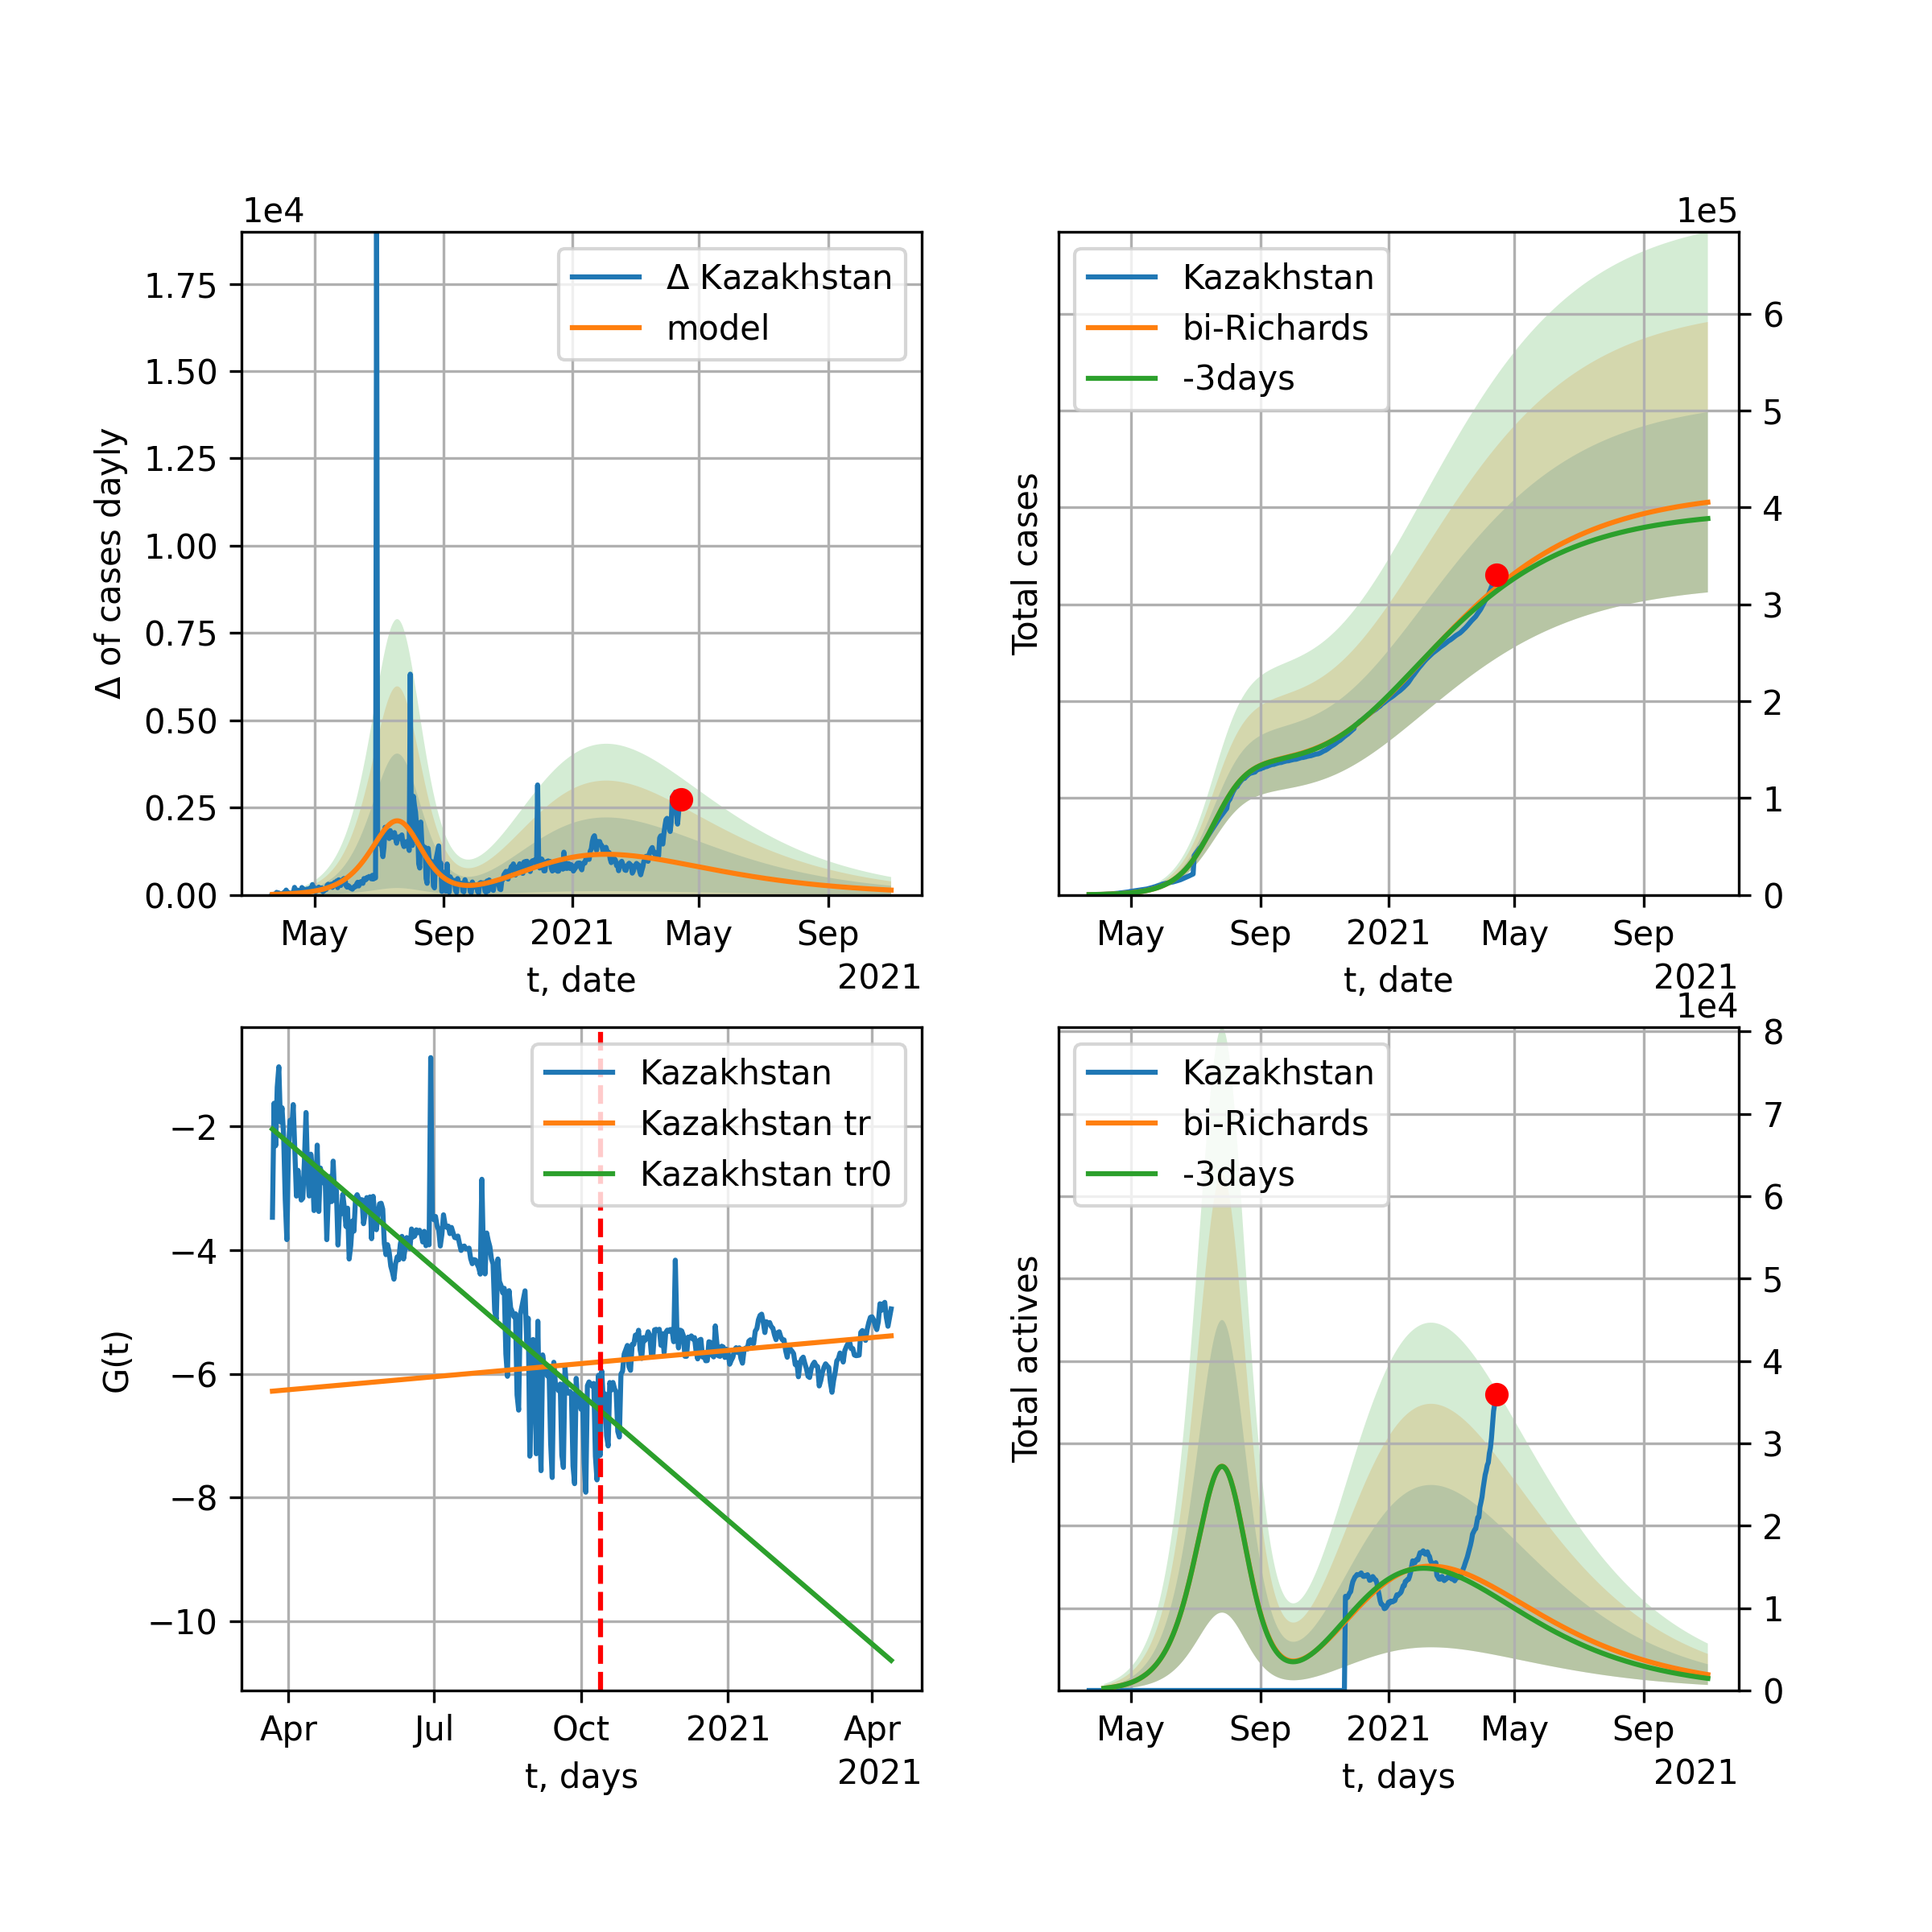 1e4
1.75
1.50
1.25
1.00
0.75
0.50
0.25
0.00
Δ of cases dayly
Δ Kazakhstan
model
May Sep 2021 May Sep
2021
t, date
1e5
6
5
4
3
2
1
0
Total cases
Kazakhstan
bi-Richards
-3days
May Sep 2021 May Sep
2021
t, date
−2
−4
−6
−8
−10
G(t)
Kazakhstan
Kazakhstan tr
Kazakhstan tr0
Apr Jul Oct 2021 Apr
2021
t, days
1e4
8
7
6
5
4
3
2
1
0
Total actives
Kazakhstan
bi-Richards
-3days
May Sep 2021 May Sep
2021
t, days